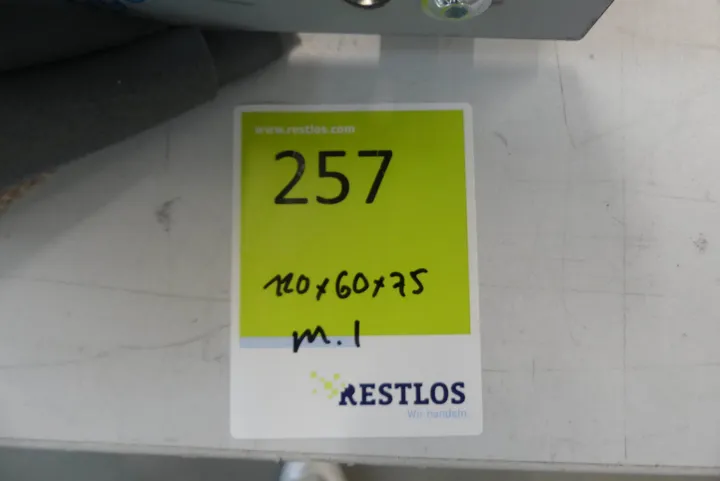 www.restlos.com
257
120x60x75
m.1
RESTLOS
Wir handeln